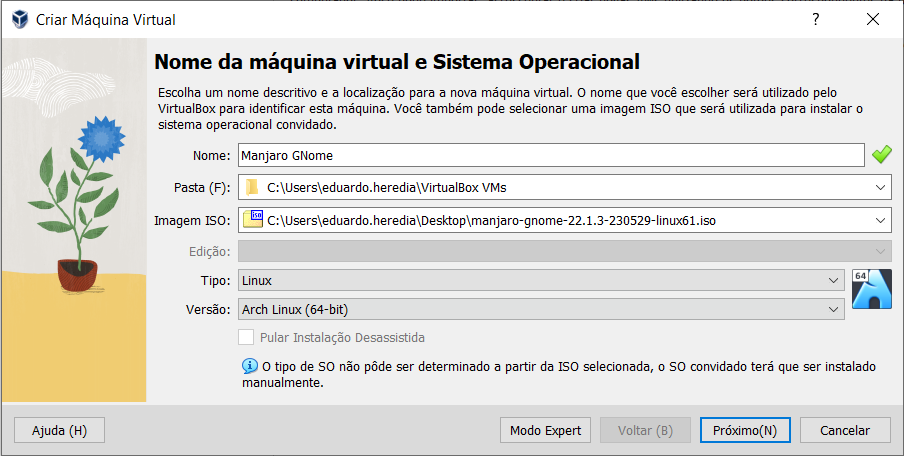 Criar Máquina Virtual
?
Nome da máquina virtual e Sistema Operacional
Escolha um nome descritivo e a localização para a nova máquina virtual. O nome que você escolher será utilizado pelo
VirtualBox para identificar esta máquina. Você também pode selecionar uma imagem ISO que será utilizada para instalar o
sistema operacional convidado.
Nome: Manjaro GNome
Pasta (F): C:\Users\eduardo.heredia\VirtualBox VMs
Imagem ISO: iso C:\Users\eduardo.heredia\Desktop\manjaro-gnome-22.1.3-230529-linux61.iso
Edição:
Tipo: Linux
64
Versão: Arch Linux (64-bit)
Pular Instalação Desassistida
O tipo de SO não pôde ser determinado a partir da ISO selecionada, o SO convidado terá que ser instalado
manualmente.
Ajuda (H) Modo Expert Voltar (B) Próximo(N) Cancelar